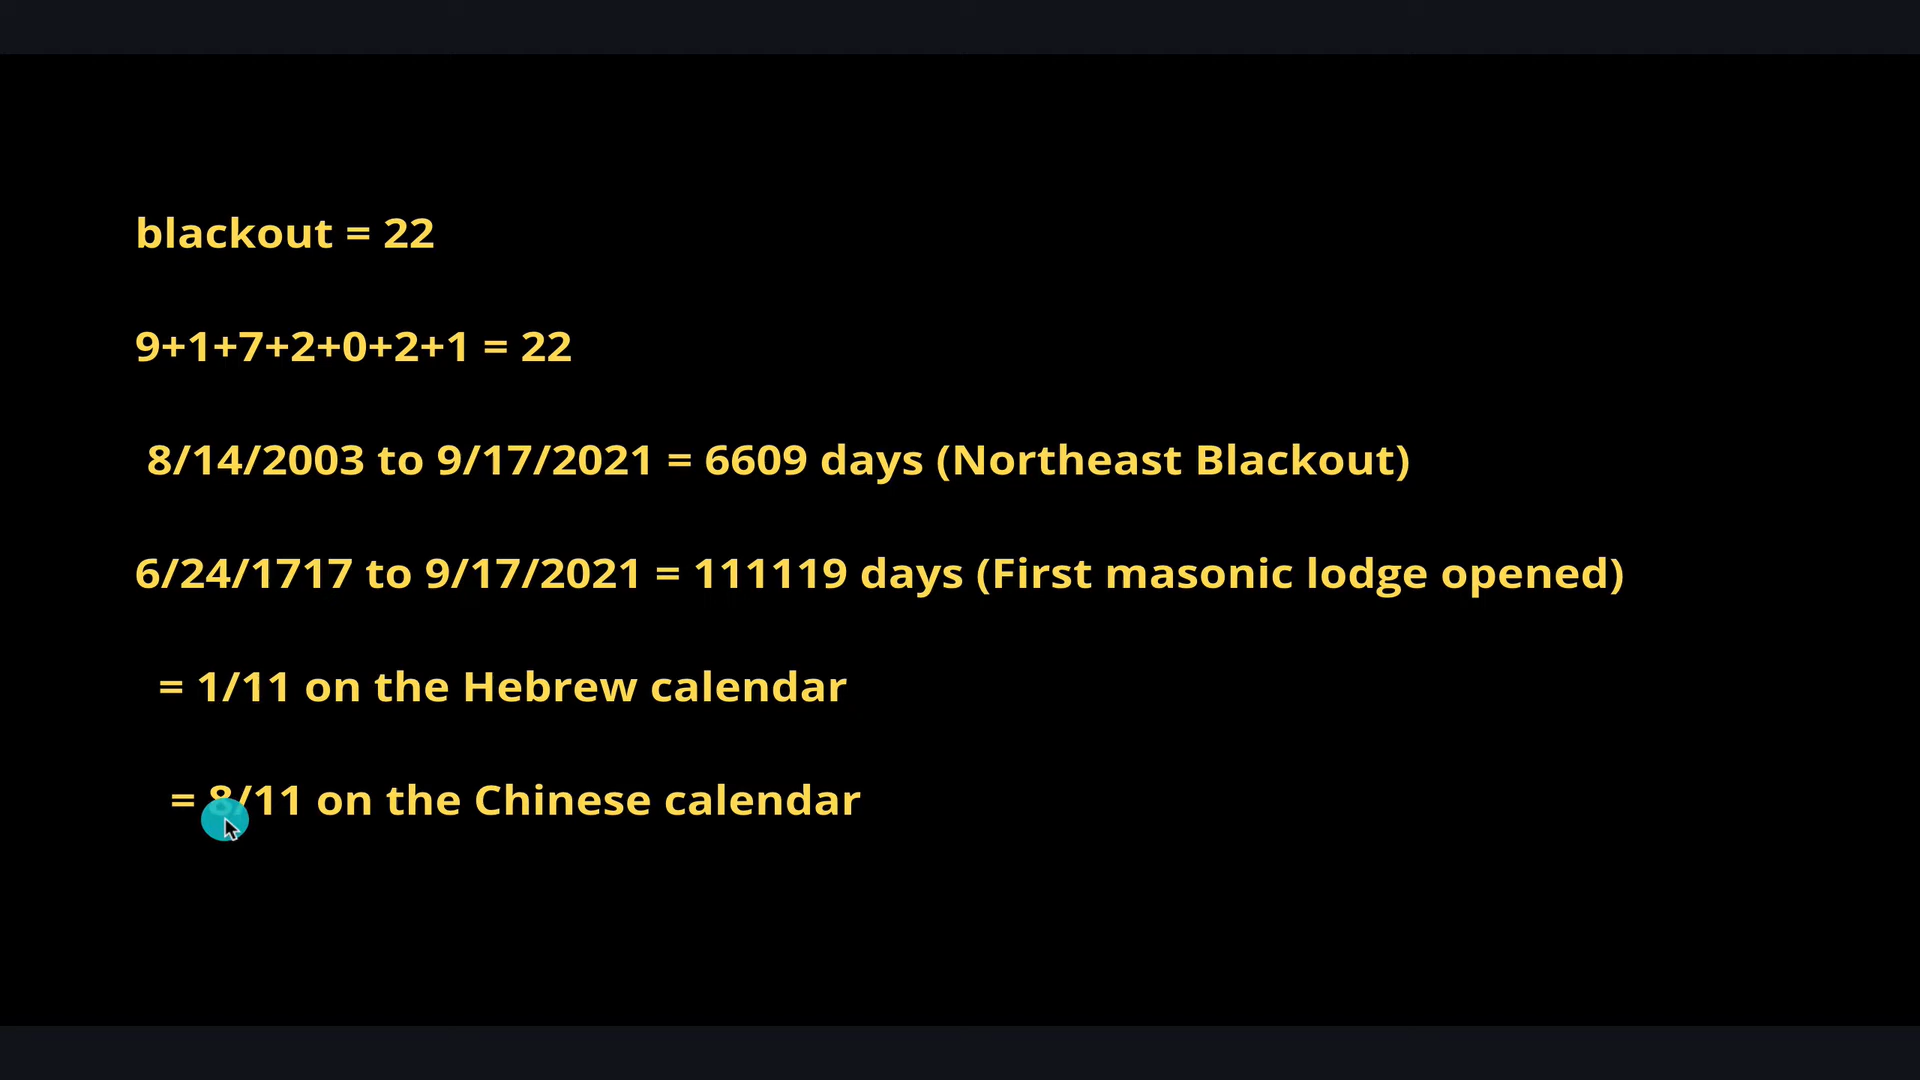 blackout = 22
9+1+7+2+0+2+1 = 22
8/14/2003 to 9/17/2021 = 6609 days (Northeast Blackout)
6/24/1717 to 9/17/2021 = 111119 days (First masonic lodge opened)
= 1/11 on the Hebrew calendar
= 8/11 on the Chinese calendar